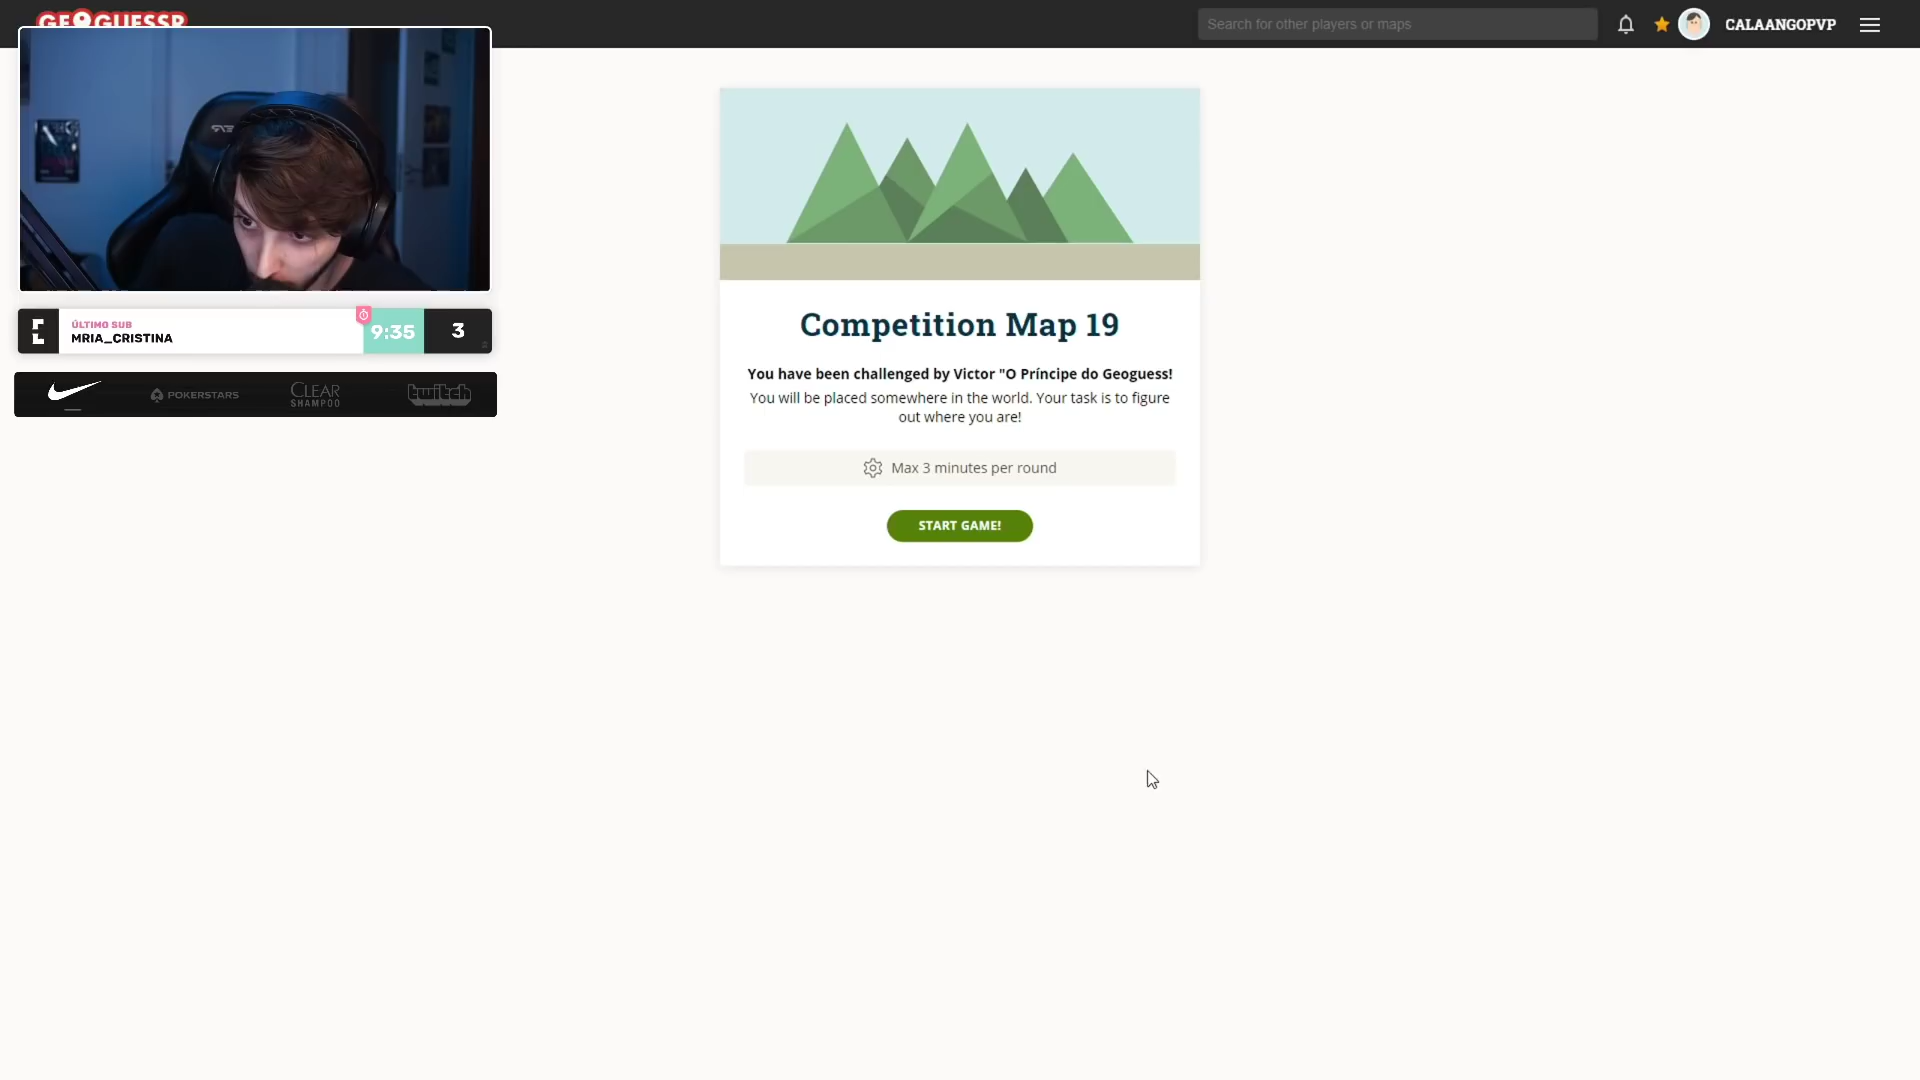 GEOGUESSR
Search for other players or maps
CALAANGOPVP
ÚLTIMO SUB
MRIA_CRISTINA
9:35
3
POKERSTARS
CLEAR
SHAMPOO
twitch
Competition Map 19
You have been challenged by Victor "O Príncipe do Geoguess!
You will be placed somewhere in the world. Your task is to figure
out where you are!
Max 3 minutes per round
START GAME!